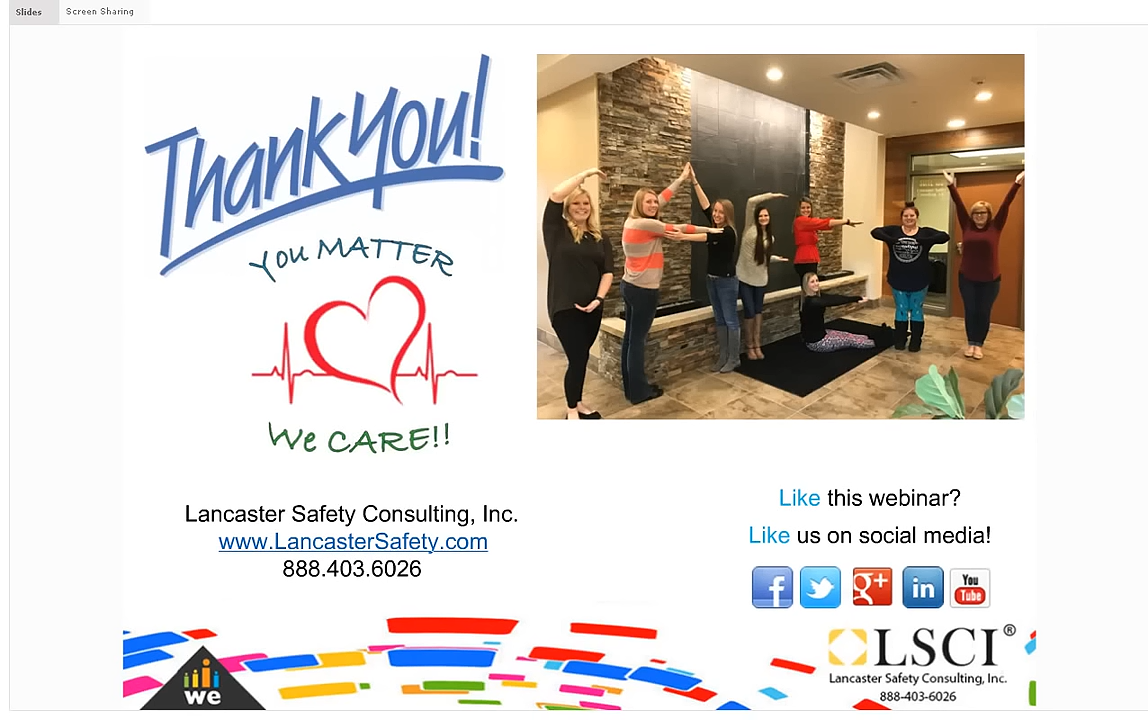 Slides
Screen Sharing
Thank You!
YOU MATTER
We CARE!!
Lancaster Safety Consulting, Inc.
www.LancasterSafety.com
888.403.6026
Like this webinar?
Like us on social media!
f
g+
in
You
Tube
we
LSCI®
Lancaster Safety Consulting, Inc.
888-403-6026